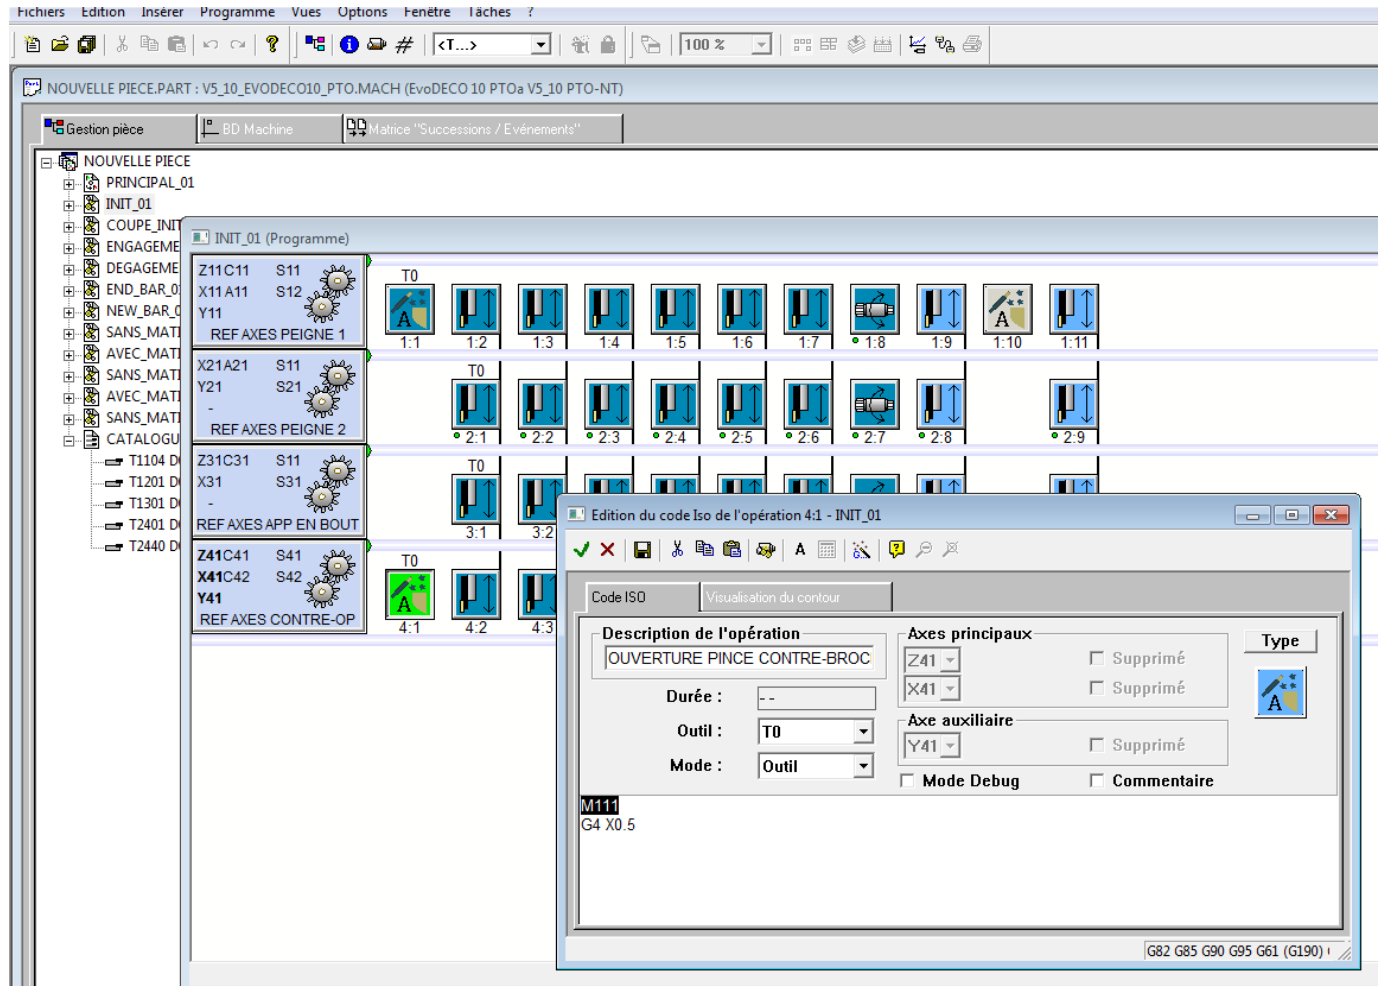 Fichiers Edition Insérer Programme Vues Options Fenêtre Tâches ?
<T...> 100 %
NOUVELLE PIECE.PART : V5_10_EVODECO10_PTO.MACH (EvoDECO 10 PTOa V5_10 PTO-NT)
Gestion pièce BD Machine Matrice "Successions / Evénements"
NOUVELLE PIECE
PRINCIPAL_01
INIT_01
COUPE_INIT
ENGAGEME
DEGAGEME
END_BAR_0
NEW_BAR_0
SANS_MATI
AVEC_MATI
SANS_MATI
AVEC_MATI
SANS_MATI
CATALOGU
T1104 D
T1201 D
T1301 D
T2401 D
T2440 D
INIT_01 (Programme)
Z11C11 S11
X11A11 S12
Y11
REF AXES PEIGNE 1
T0
1:1 1:2 1:3 1:4 1:5 1:6 1:7 1:8 1:9 1:10 1:11
X21A21 S11
Y21 S21
-
REF AXES PEIGNE 2
T0
2:1 2:2 2:3 2:4 2:5 2:6 2:7 2:8 2:9
Z31C31 S11
X31 S31
-
REF AXES APP EN BOUT
T0
3:1 3:2
Z41C41 S41
X41C42 S42
Y41
REF AXES CONTRE-OP
T0
4:1 4:2 4:3
Edition du code Iso de l'opération 4:1 - INIT_01
A
Code ISO Visualisation du contour
Description de l'opération
OUVERTURE PINCE CONTRE-BROC
Durée : - -
Outil : T0
Mode : Outil
Axes principaux
Z41 Supprimé
X41 Supprimé
Axe auxiliaire
Y41 Supprimé
Mode Debug Commentaire
Type
A
M111
G4 X0.5
G82 G85 G90 G95 G61 (G190)